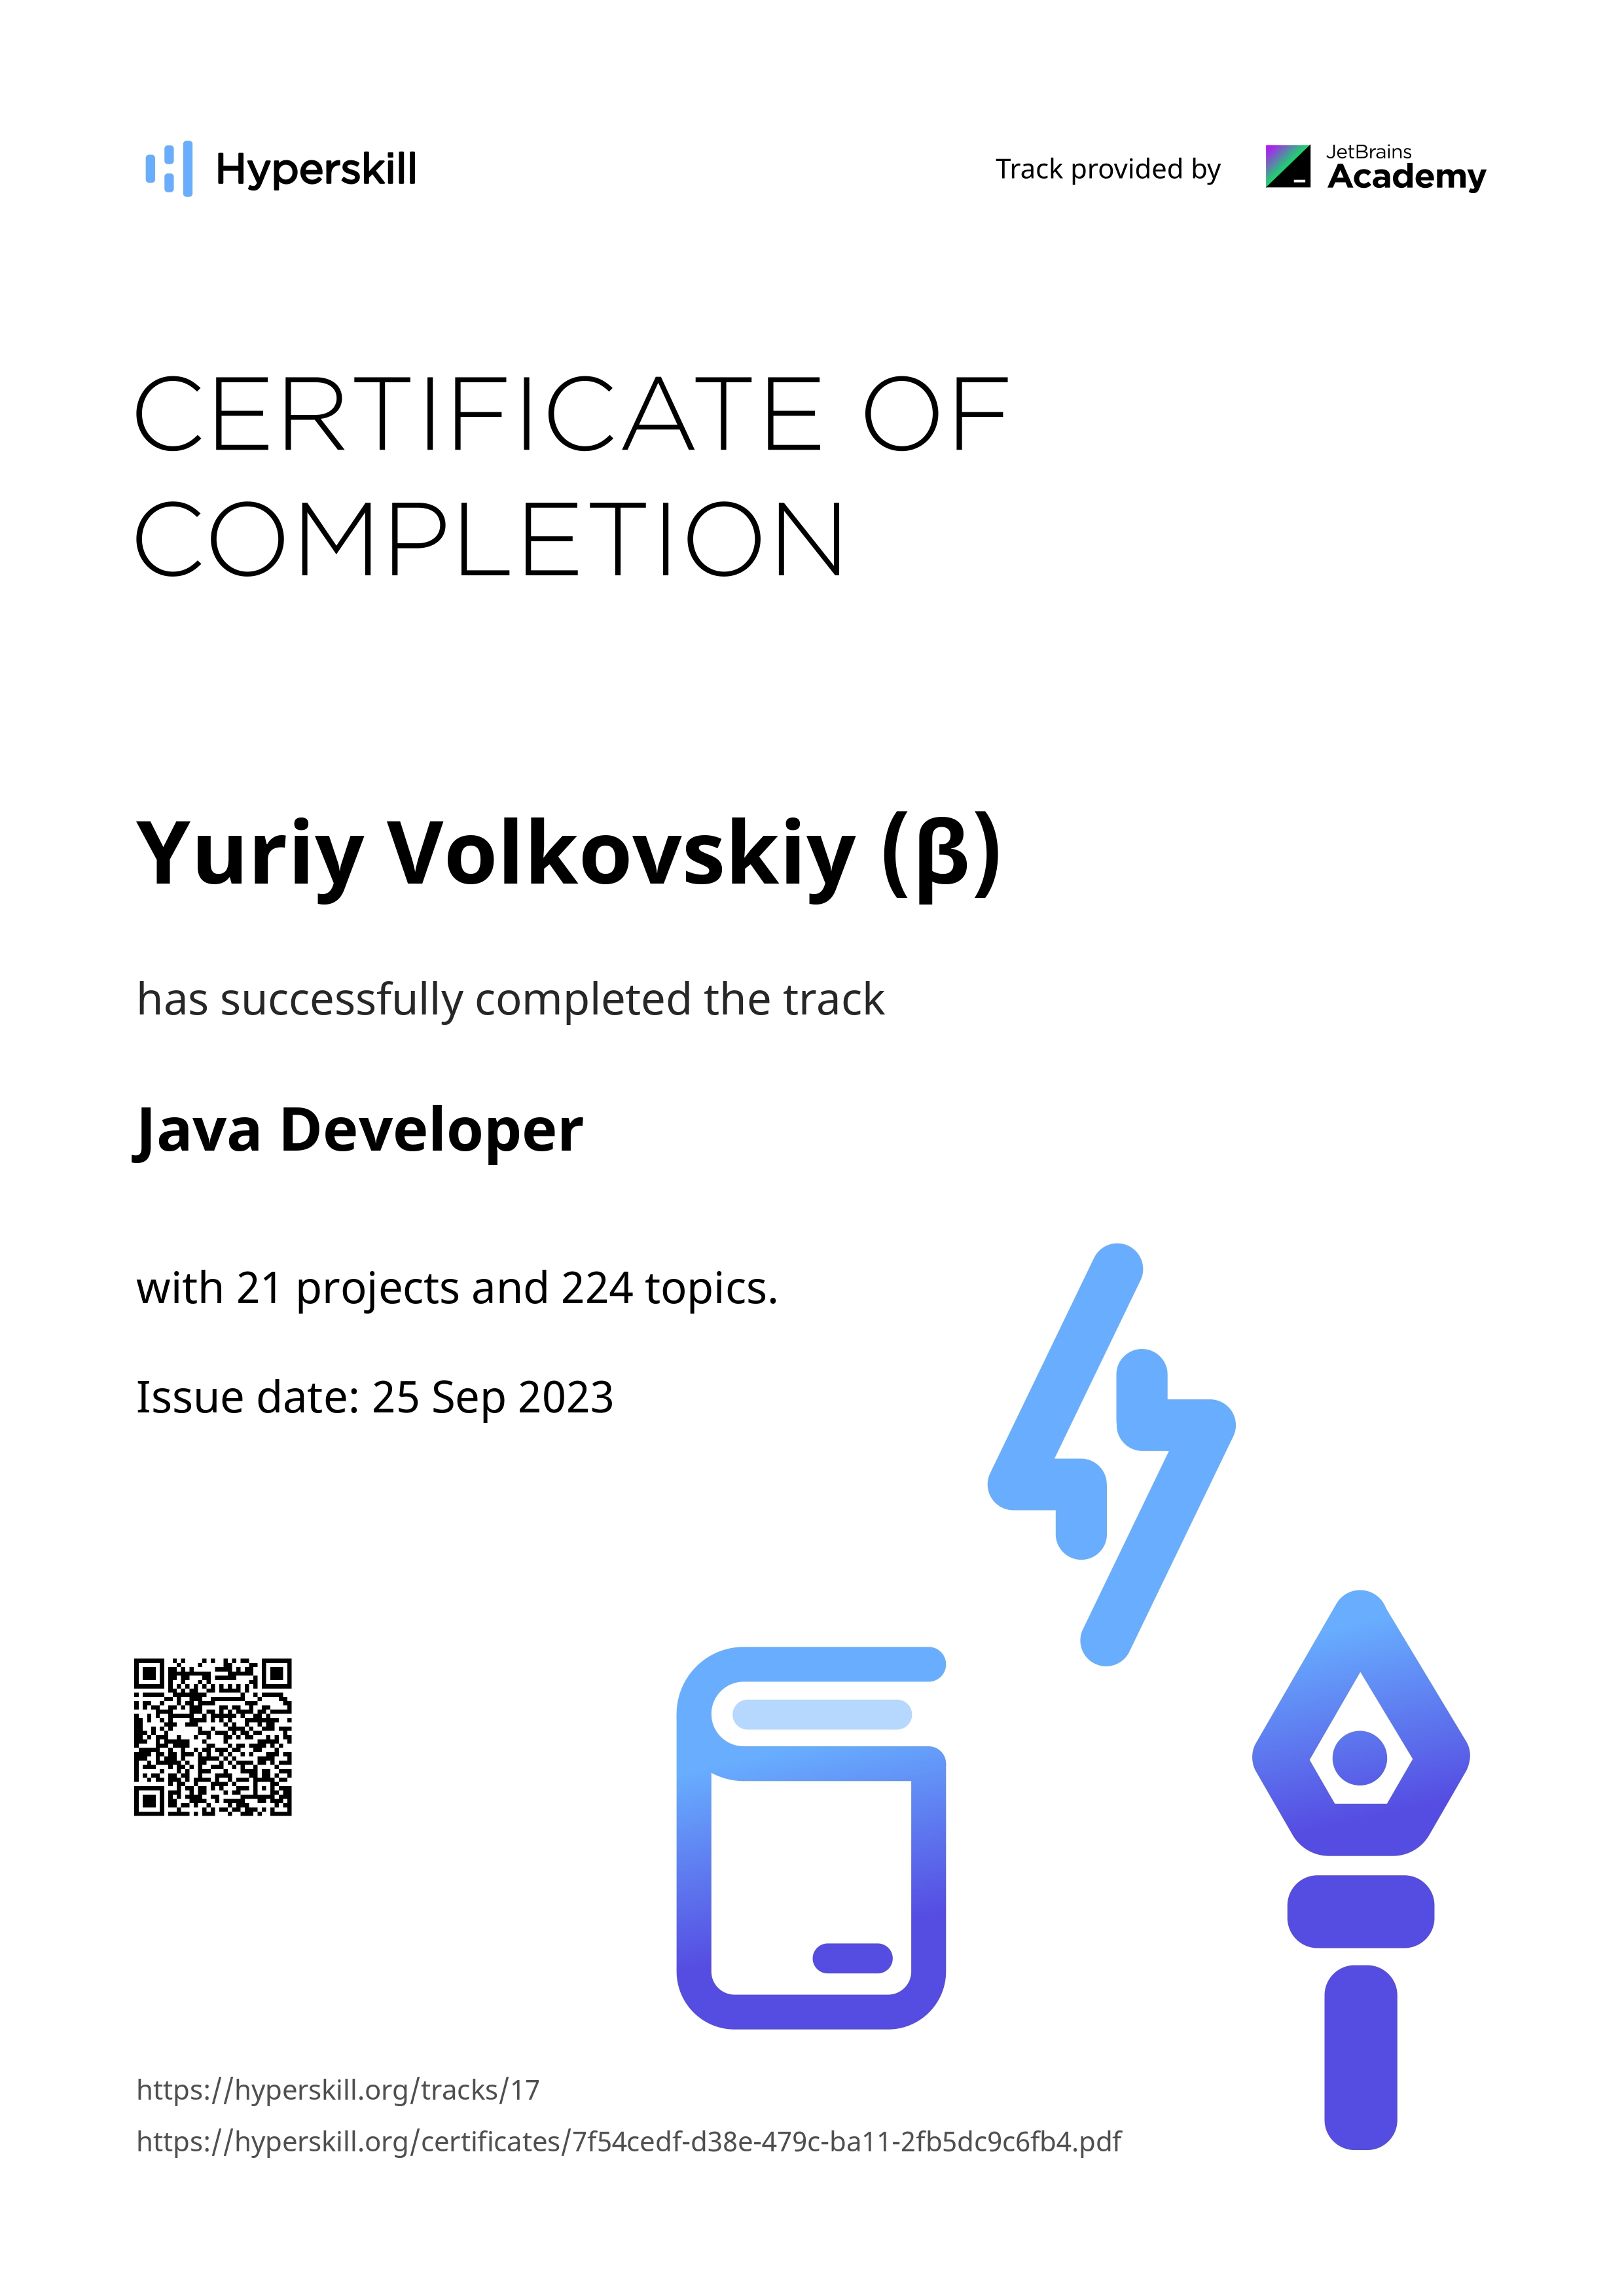 Hyperskill
Track provided by
JetBrains
Academy
CERTIFICATE OF
COMPLETION
Yuriy Volkovskiy (β)
has successfully completed the track
Java Developer
with 21 projects and 224 topics.
Issue date: 25 Sep 2023
https://hyperskill.org/tracks/17
https://hyperskill.org/certificates/7f54cedf-d38e-479c-ba11-2fb5dc9c6fb4.pdf